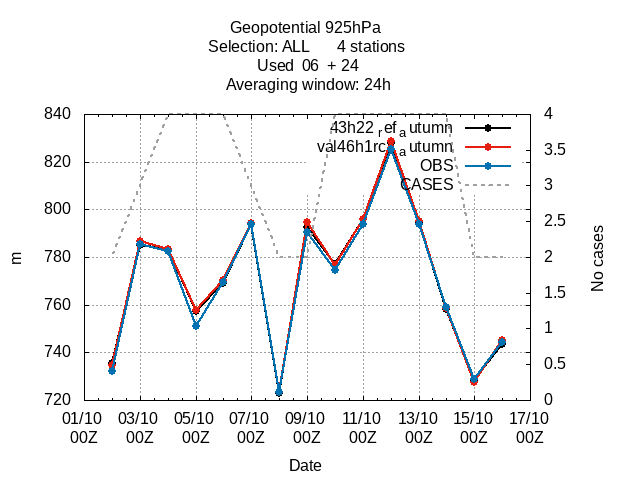 Geopotential 925hPa
Selection: ALL 4 stations
Used 06 + 24
Averaging window: 24h
840
820
800
780
760
740
720
m
4
3.5
3
2.5
2
1.5
1
0.5
0
No cases
43h22 ref a utumn
val46h1rc a utumn
OBS
CASES
01/10 03/10 05/10 07/10 09/10 11/10 13/10 15/10 17/10
00Z 00Z 00Z 00Z 00Z 00Z 00Z 00Z 00Z
Date